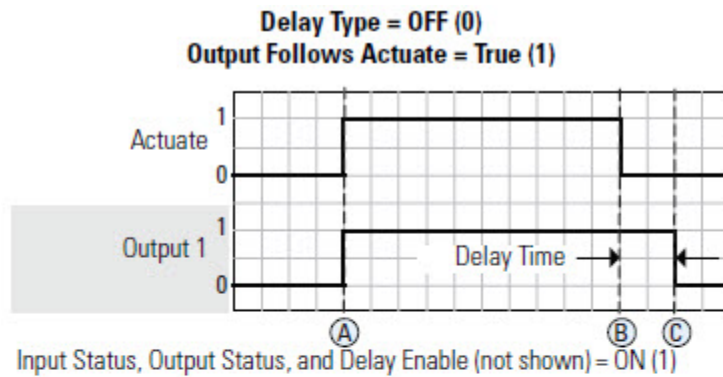 Delay Type = OFF (0)
Output Follows Actuate = True (1)
1
Actuate
0
1
Output 1
Delay Time
0
A
B
C
Input Status, Output Status, and Delay Enable (not shown) = ON (1)